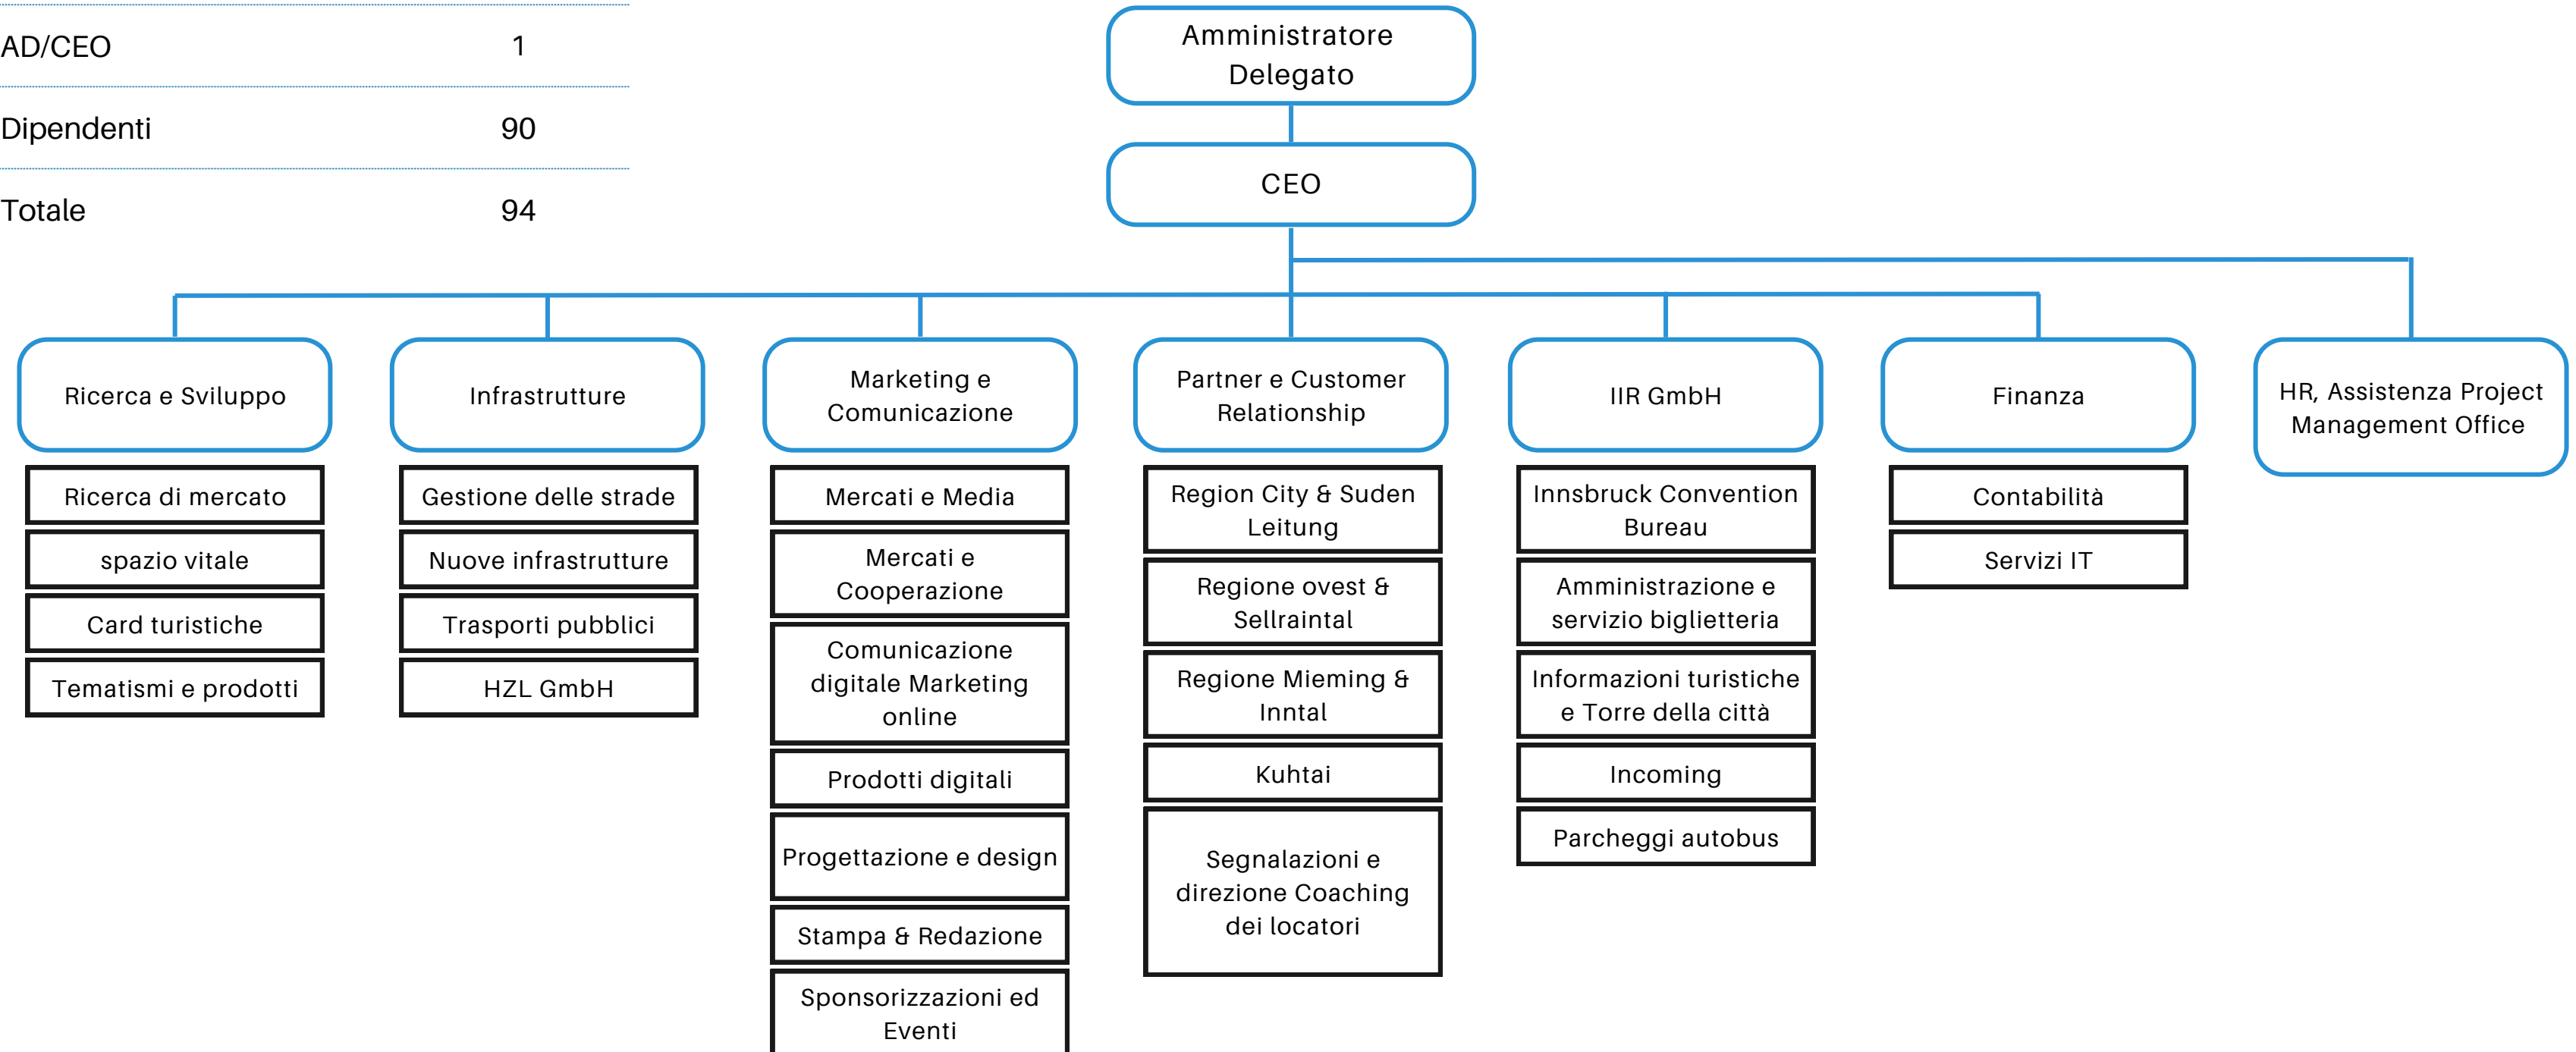 AD/CEO 1
Dipendenti 90
Totale 94
Amministratore
Delegato
CEO
Ricerca e Sviluppo
Ricerca di mercato
spazio vitale
Card turistiche
Tematismi e prodotti
Infrastrutture
Gestione delle strade
Nuove infrastrutture
Trasporti pubblici
HZL GmbH
Marketing e
Comunicazione
Mercati e Media
Mercati e
Cooperazione
Comunicazione
digitale Marketing
online
Prodotti digitali
Progettazione e design
Stampa & Redazione
Sponsorizzazioni ed
Eventi
Partner e Customer
Relationship
Region City & Suden
Leitung
Regione ovest &
Sellraintal
Regione Mieming &
Inntal
Kuhtai
Segnalazioni e
direzione Coaching
dei locatori
IIR GmbH
Innsbruck Convention
Bureau
Amministrazione e
servizio biglietteria
Informazioni turistiche
e Torre della città
Incoming
Parcheggi autobus
Finanza
Contabilità
Servizi IT
HR, Assistenza Project
Management Office